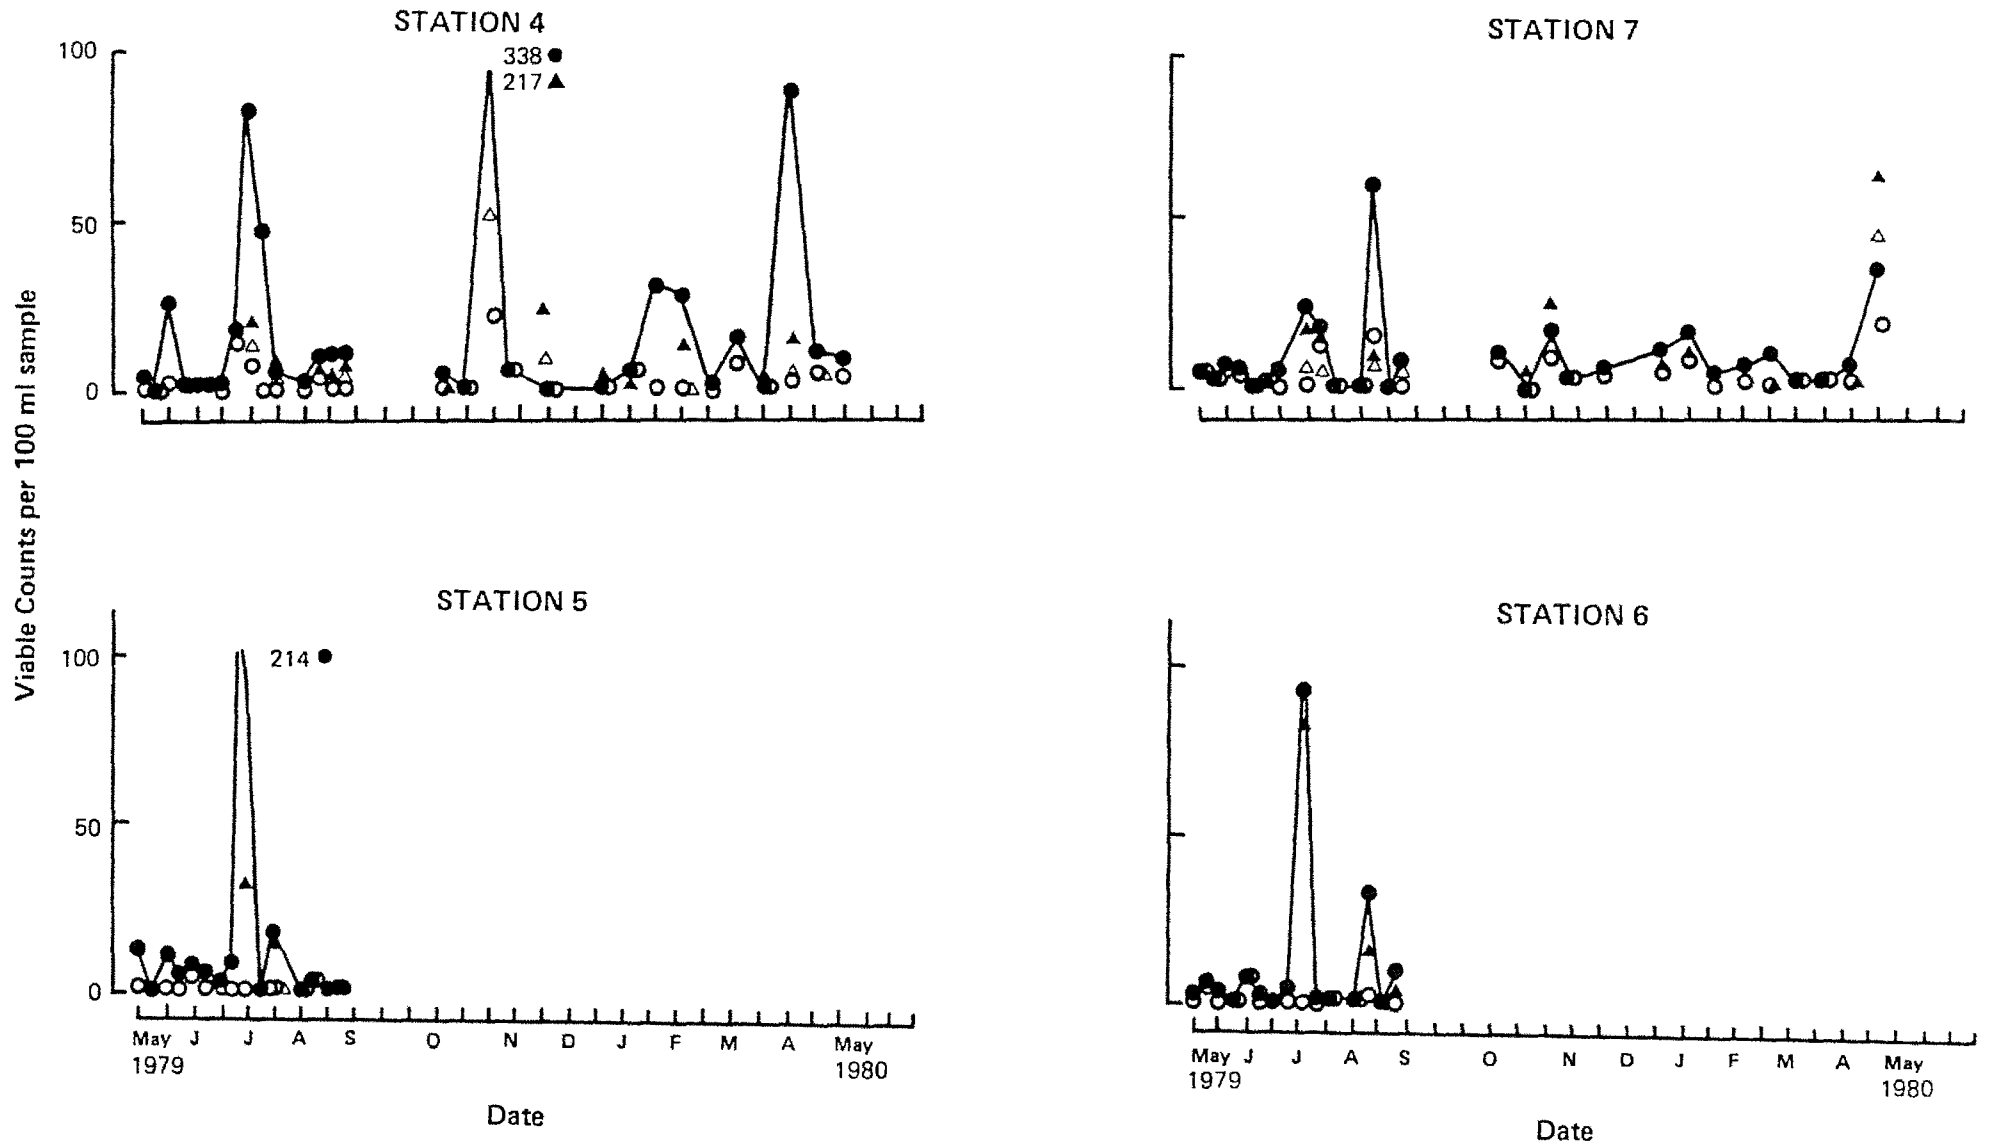 STATION 4
100
338
217
50
0
STATION 7
Viable Counts per 100 ml sample
STATION 5
100
214
50
0
May J J A S O N D J F M A May
1979 1980
Date
STATION 6
May J J A S O N D J F M A May
1979 1980
Date